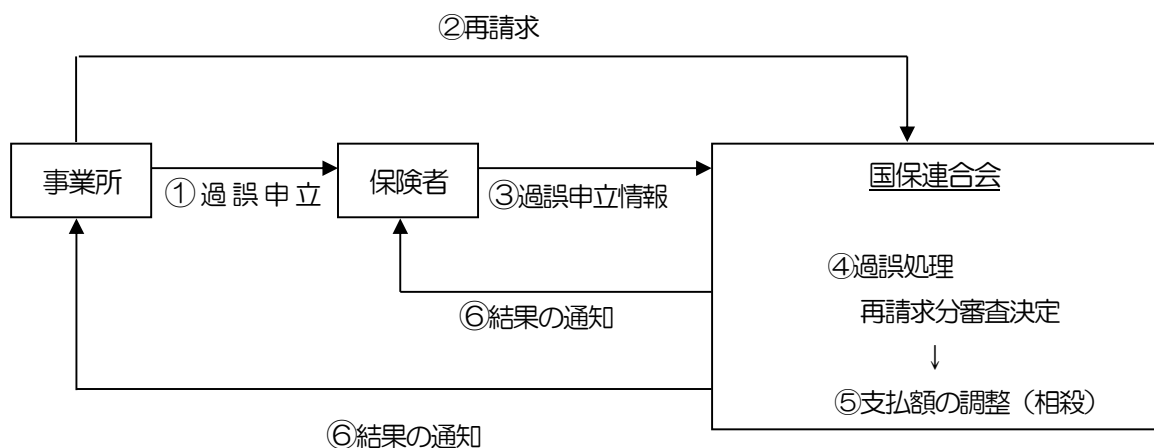 ②再請求
事業所
①過誤申立
保険者
③過誤申立情報
国保連合会
④過誤処理
再請求分審査決定
↓
⑤支払額の調整（相殺）
⑥結果の通知
⑥結果の通知